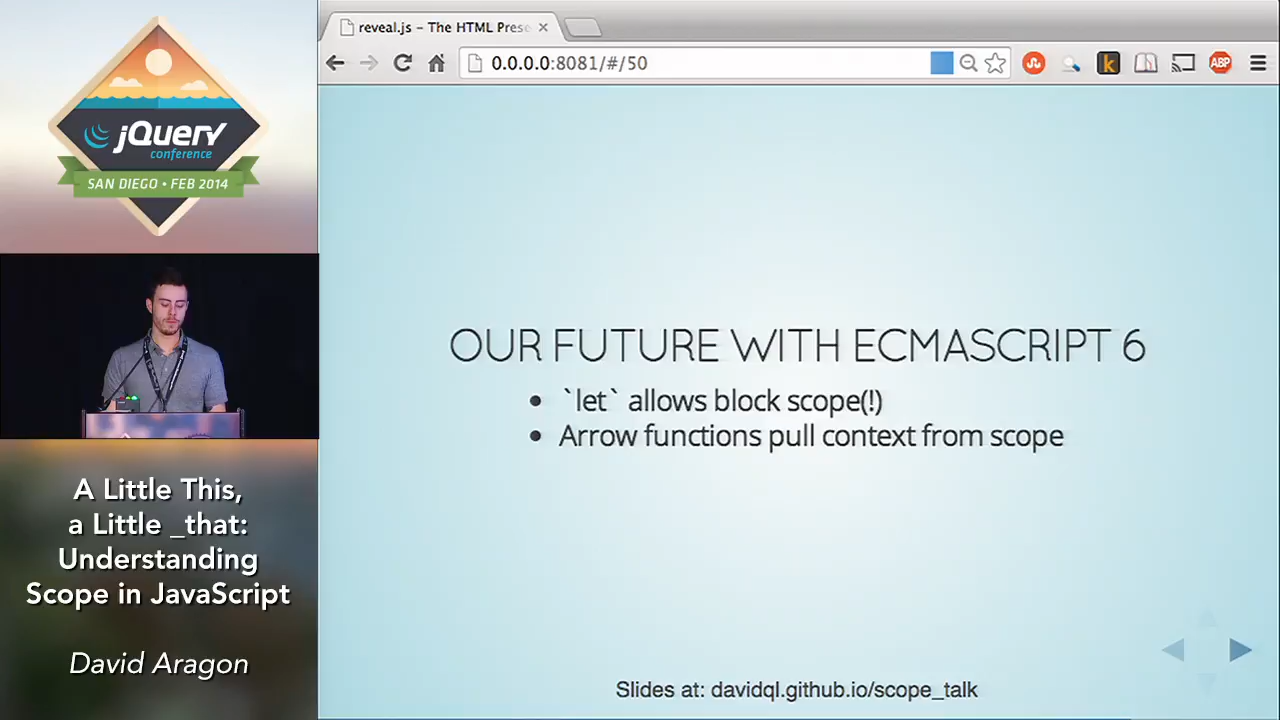 jQuery
conference
SAN DIEGO • FEB 2014
A Little This,
a Little _that:
Understanding
Scope in JavaScript
David Aragon
reveal.js – The HTML Prese
0.0.0.0:8081/#/50
k
ABP
OUR FUTURE WITH ECMASCRIPT 6
• `let` allows block scope(!)
• Arrow functions pull context from scope
Slides at: davidql.github.io/scope_talk